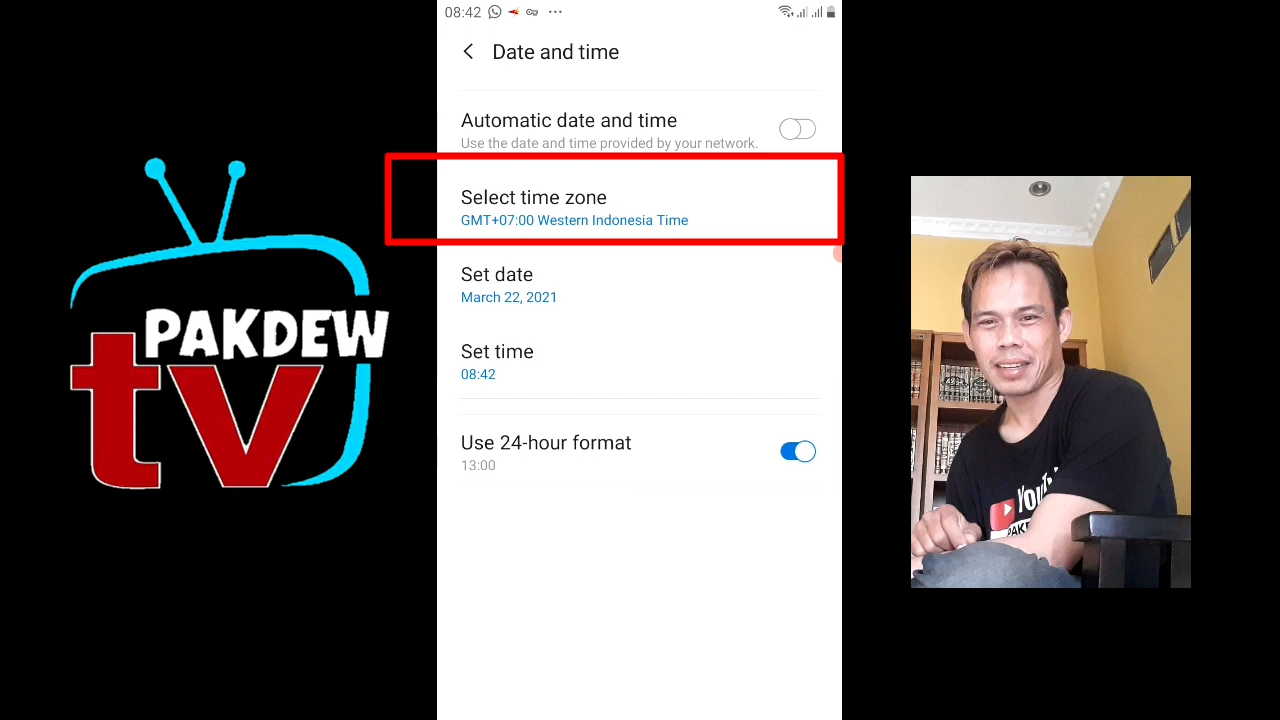 08:42
Date and time
Automatic date and time
Use the date and time provided by your network.
Select time zone
GMT+07:00 Western Indonesia Time
Set date
March 22, 2021
Set time
08:42
Use 24-hour format
13:00
PAKDEW
tv